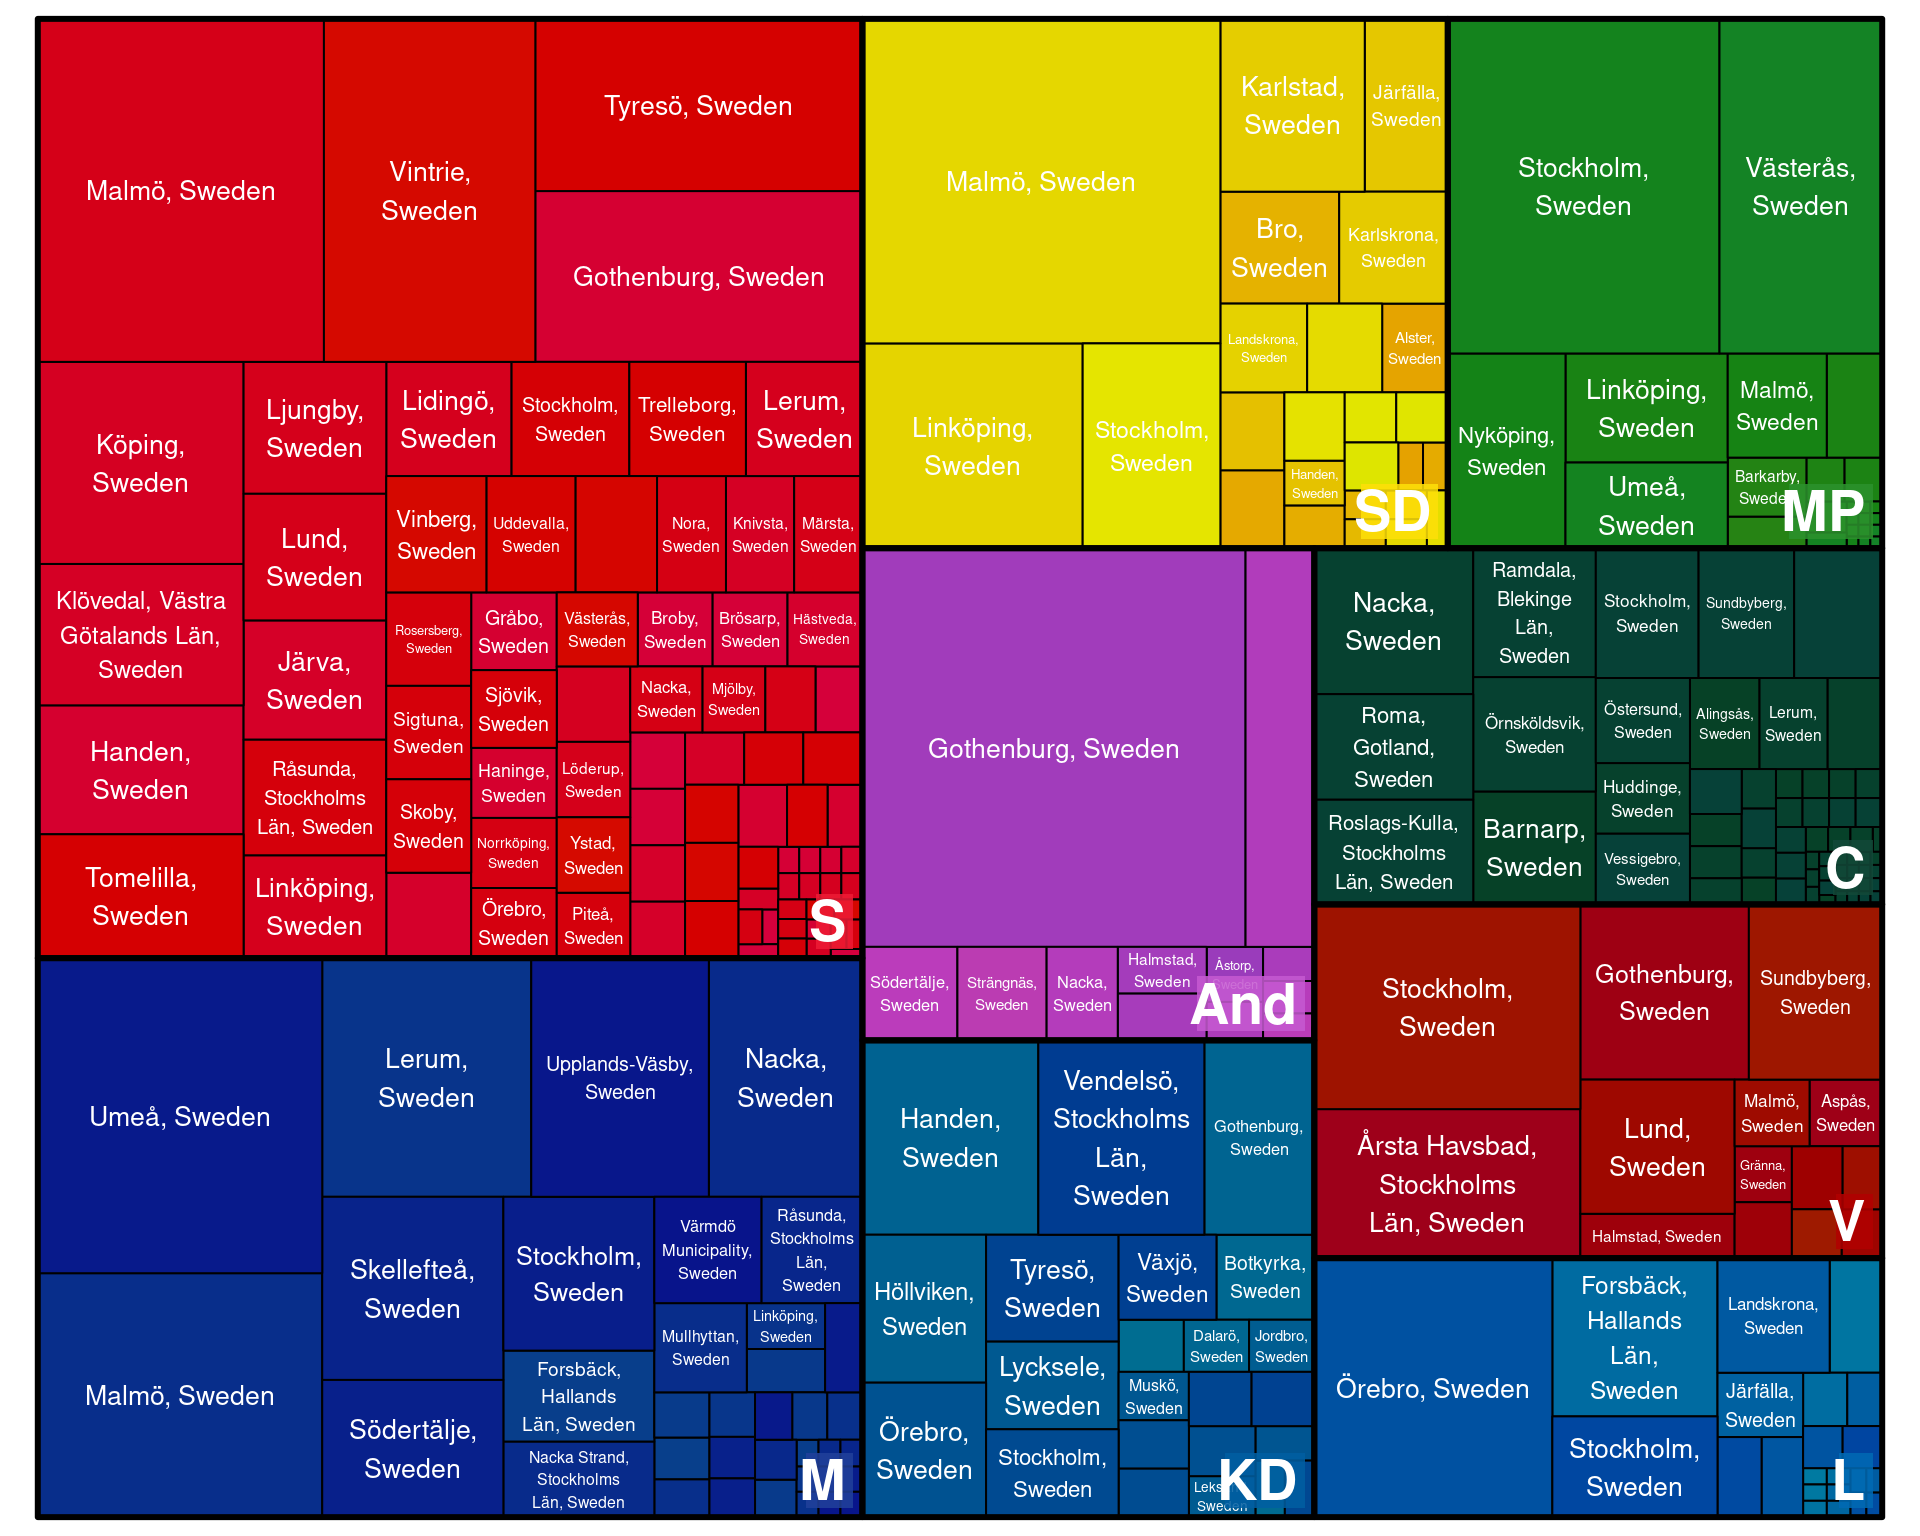 Malmö, Sweden
Vintrie,
Sweden
Tyresö, Sweden
Gothenburg, Sweden
Köping,
Sweden
Ljungby,
Sweden
Lidingö,
Sweden
Stockholm,
Sweden
Trelleborg,
Sweden
Lerum,
Sweden
Lund,
Sweden
Vinberg,
Sweden
Uddevalla,
Sweden
Nora,
Sweden
Knivsta,
Sweden
Märsta,
Sweden
Klövedal, Västra
Götalands Län,
Sweden
Järva,
Sweden
Rosersberg,
Sweden
Gråbo,
Sweden
Västerås,
Sweden
Broby,
Sweden
Brösarp,
Sweden
Hästveda,
Sweden
Sigtuna,
Sweden
Sjövik,
Sweden
Nacka,
Sweden
Mjölby,
Sweden
Handen,
Sweden
Råsunda,
Stockholms
Län, Sweden
Skoby,
Sweden
Haninge,
Sweden
Löderup,
Sweden
Norrköping,
Sweden
Ystad,
Sweden
Tomelilla,
Sweden
Linköping,
Sweden
Örebro,
Sweden
Piteå,
Sweden
S
Malmö, Sweden
Karlstad,
Sweden
Järfälla,
Sweden
Bro,
Sweden
Karlskrona,
Sweden
Landskrona,
Sweden
Alster,
Sweden
Linköping,
Sweden
Stockholm,
Sweden
Handen,
Sweden
SD
Stockholm,
Sweden
Västerås,
Sweden
Nyköping,
Sweden
Linköping,
Sweden
Malmö,
Sweden
Umeå,
Sweden
Barkarby,
Sweden
MP
Gothenburg, Sweden
Södertälje,
Sweden
Strängnäs,
Sweden
Nacka,
Sweden
Halmstad,
Sweden
Åstorp,
Sweden
And
Nacka,
Sweden
Ramdala,
Blekinge
Län,
Sweden
Stockholm,
Sweden
Sundbyberg,
Sweden
Roma,
Gotland,
Sweden
Örnsköldsvik,
Sweden
Östersund,
Sweden
Alingsås,
Sweden
Lerum,
Sweden
Huddinge,
Sweden
Roslags-Kulla,
Stockholms
Län, Sweden
Barnarp,
Sweden
Vessigebro,
Sweden
C
Umeå, Sweden
Lerum,
Sweden
Upplands-Väsby,
Sweden
Nacka,
Sweden
Malmö, Sweden
Skellefteå,
Sweden
Stockholm,
Sweden
Värmdö
Municipality,
Sweden
Råsunda,
Stockholms
Län,
Sweden
Mullhyttan,
Sweden
Linköping,
Sweden
Södertälje,
Sweden
Forsbäck,
Hallands
Län, Sweden
Nacka Strand,
Stockholms
Län, Sweden
M
Handen,
Sweden
Vendelsö,
Stockholms
Län,
Sweden
Gothenburg,
Sweden
Höllviken,
Sweden
Tyresö,
Sweden
Växjö,
Sweden
Botkyrka,
Sweden
Dalarö,
Sweden
Jordbro,
Sweden
Lycksele,
Sweden
Muskö,
Sweden
Örebro,
Sweden
Stockholm,
Sweden
Sweden
KD
Stockholm,
Sweden
Gothenburg,
Sweden
Sundbyberg,
Sweden
Årsta Havsbad,
Stockholms
Län, Sweden
Lund,
Sweden
Malmö,
Sweden
Aspås,
Sweden
Gränna,
Sweden
Halmstad, Sweden
V
Örebro, Sweden
Forsbäck,
Hallands
Län,
Sweden
Landskrona,
Sweden
Järfälla,
Sweden
Stockholm,
Sweden
L